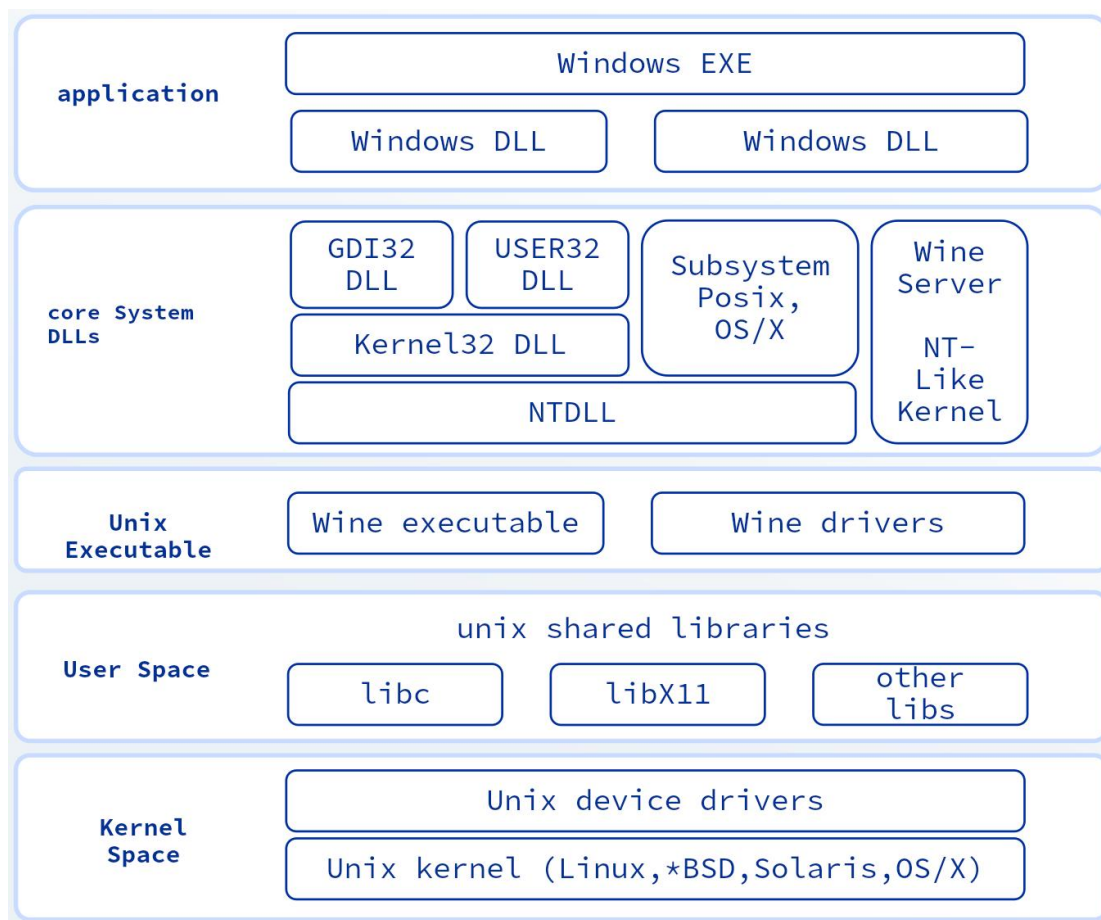 application
Windows EXE
Windows DLL
Windows DLL
core System
DLLs
GDI32
DLL
USER32
DLL
Kernel32 DLL
Subsystem
Posix,
OS/X
NTDLL
Wine
Server
NT-
Like
Kernel
Unix
Executable
Wine executable
Wine drivers
User Space
unix shared libraries
libc
libX11
other
libs
Kernel
Space
Unix device drivers
Unix kernel (Linux,*BSD,Solaris,OS/X)